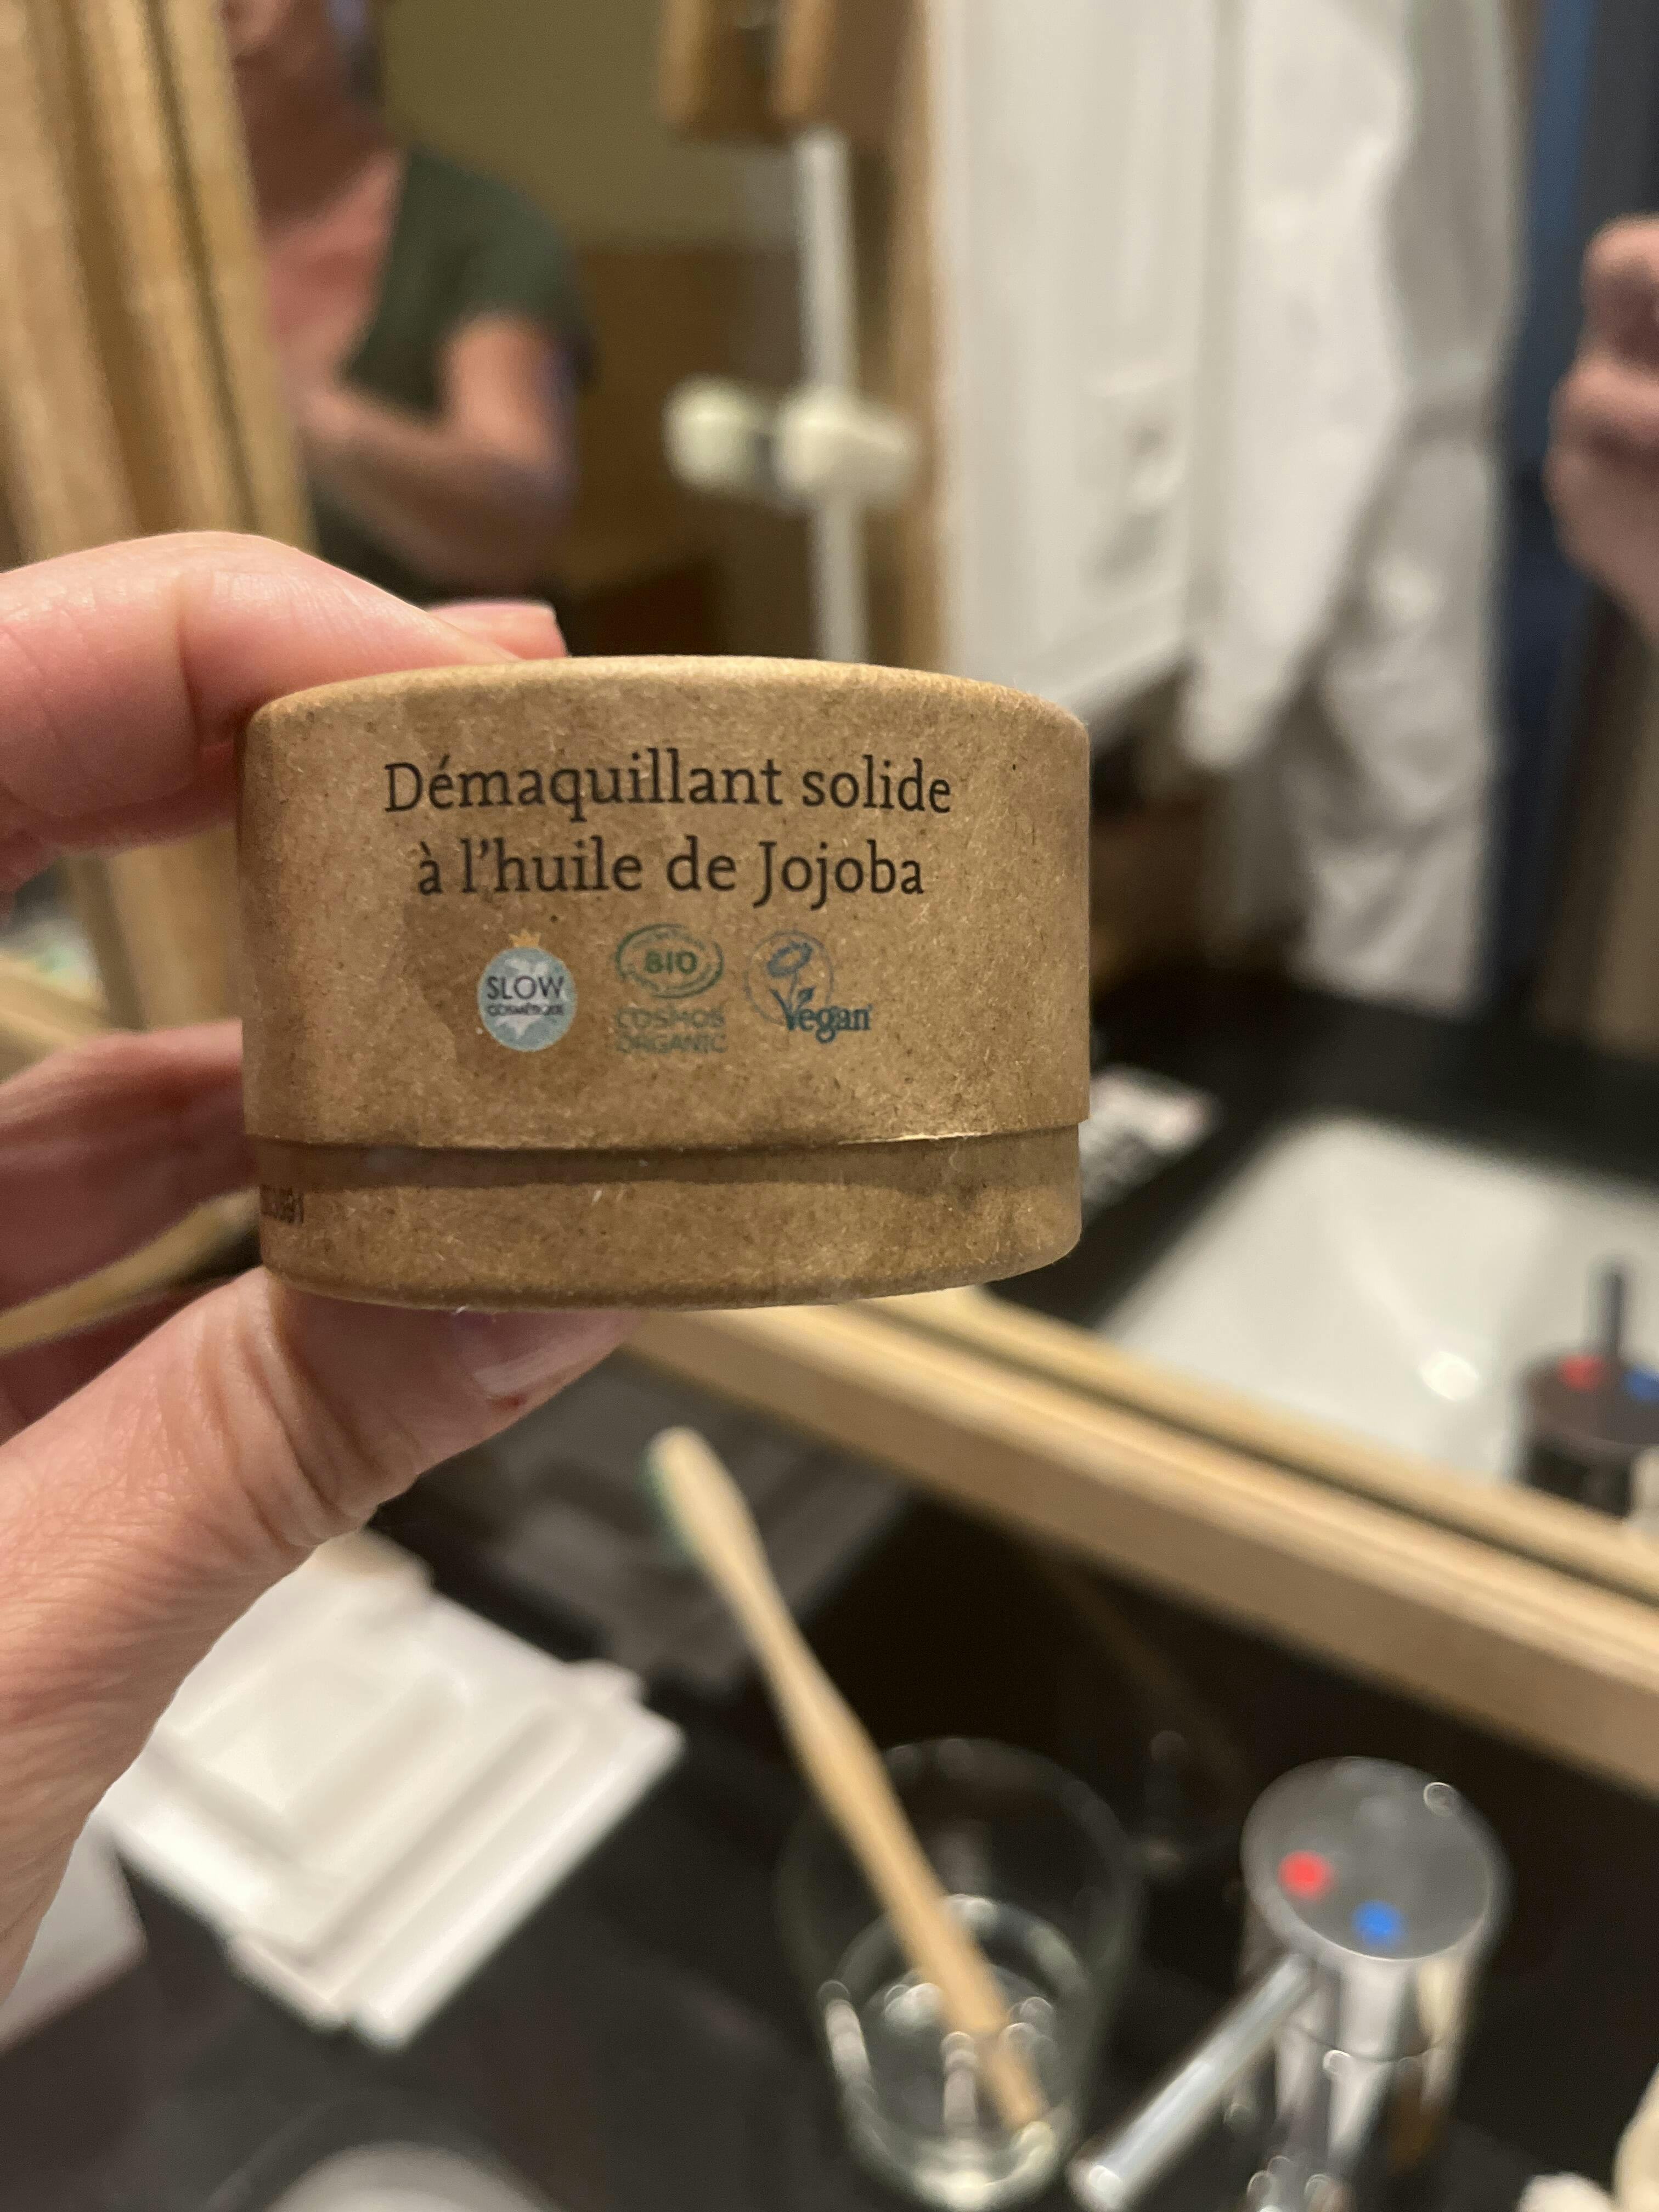 Démaquillant solide
à l'huile de Jojoba
SLOW
COSMÉTIQUE
BIO
COSMOS
ORGANIC
Vegan